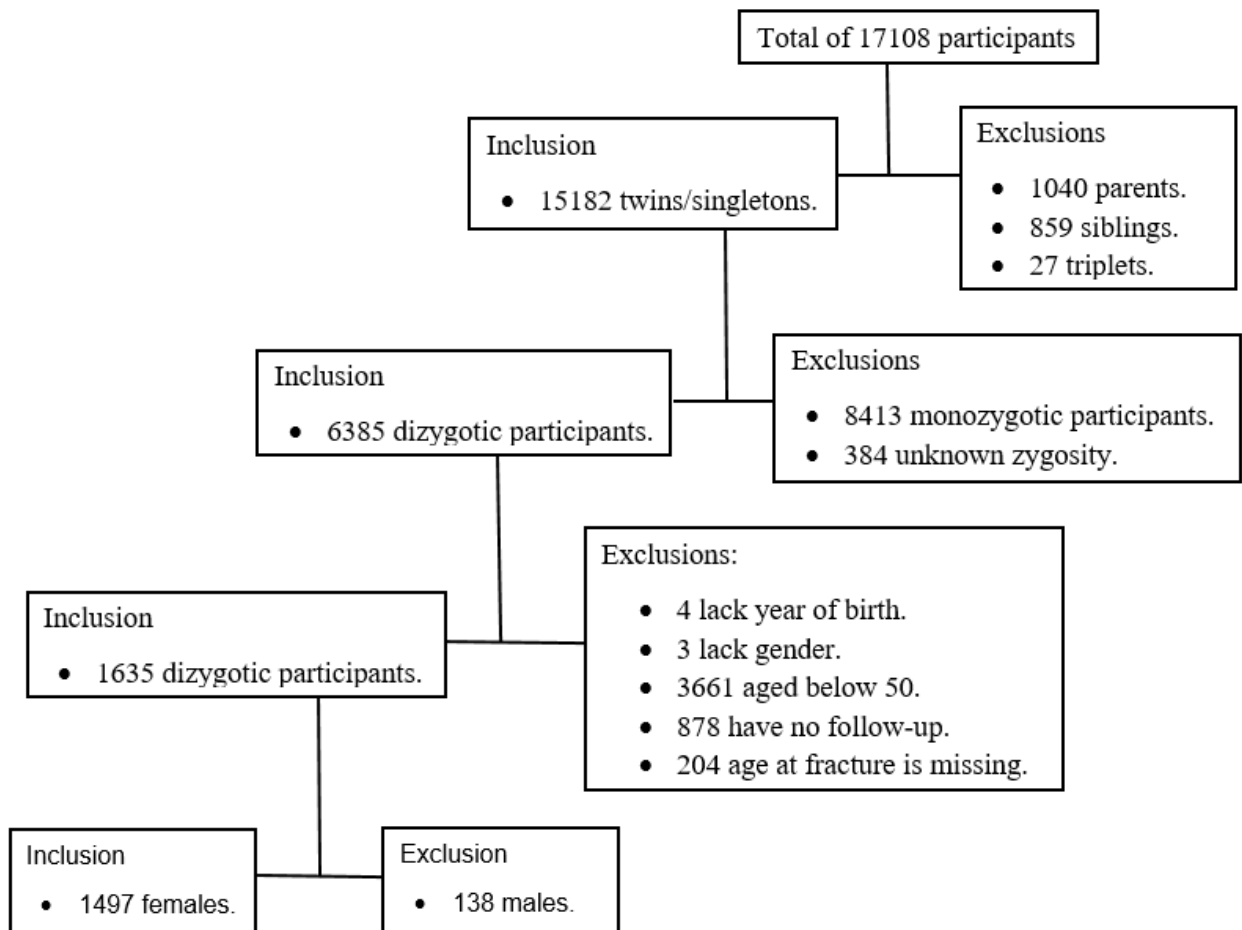 Total of 17108 participants
Inclusion
• 15182 twins/singletons.
Exclusions
• 1040 parents.
• 859 siblings.
• 27 triplets.
Inclusion
• 6385 dizygotic participants.
Exclusions
• 8413 monozygotic participants.
• 384 unknown zygosity.
Exclusions:
• 4 lack year of birth.
• 3 lack gender.
• 3661 aged below 50.
• 878 have no follow-up.
• 204 age at fracture is missing.
Inclusion
• 1635 dizygotic participants.
Inclusion
• 1497 females.
Exclusion
• 138 males.